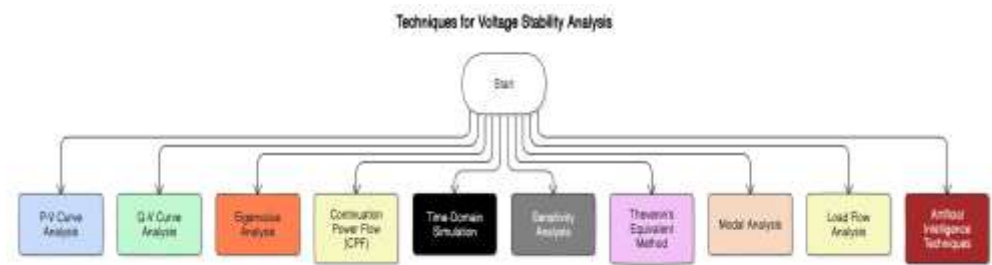 Techniques for Voltage Stability Analysis
Start
P-V Curve
Analysis
Q-V Curve
Analysis
Eigenvalue
Analysis
Continuation
Power Flow
(CPF)
Time-Domain
Simulation
Sensitivity
Analysis
Thevenin's
Equivalent
Method
Modal Analysis
Load Flow
Analysis
Artificial
Intelligence
Techniques